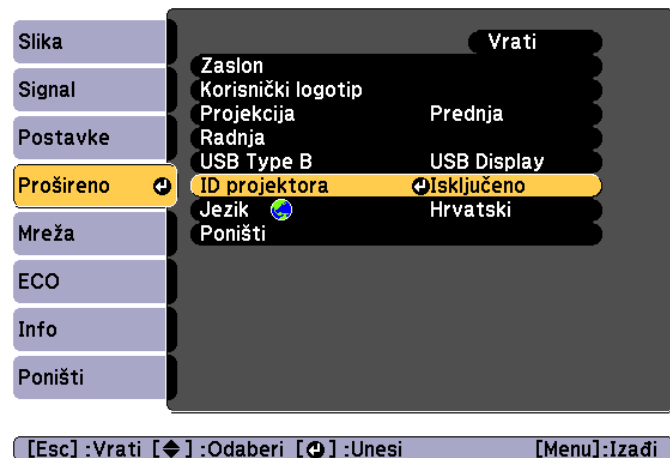 Slika
Signal
Postavke
Prošireno
Mreža
ECO
Info
Poništi
Vrati
Zaslon
Korisnički logotip
Projekcija Prednja
Radnja
USB Type B USB Display
ID projektora Isključeno
Jezik Hrvatski
Poništi
[Esc] :Vrati [◆] :Odaberi [↵] :Unesi [Menu]:Izađi